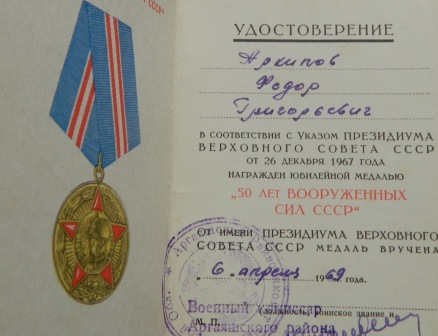 СССР"
УДОСТОВЕРЕНИЕ
Архипов
Федор
Григорьевич
В СООТВЕТСТВИИ С УКАЗОМ ПРЕЗИДИУМА
ВЕРХОВНОГО СОВЕТА СССР
ОТ 26 ДЕКАБРЯ 1967 ГОДА
НАГРАЖДЕН ЮБИЛЕЙНОЙ МЕДАЛЬЮ
„50 ЛЕТ ВООРУЖЕННЫХ
СИЛ СССР“
ОТ ИМЕНИ ПРЕЗИДИУМА ВЕРХОВНОГО
СОВЕТА СССР МЕДАЛЬ ВРУЧЕНА
„6 апреля 1969 года
(должность, воинское звание и
Военный комиссар
М. П.
Аргаяшского района